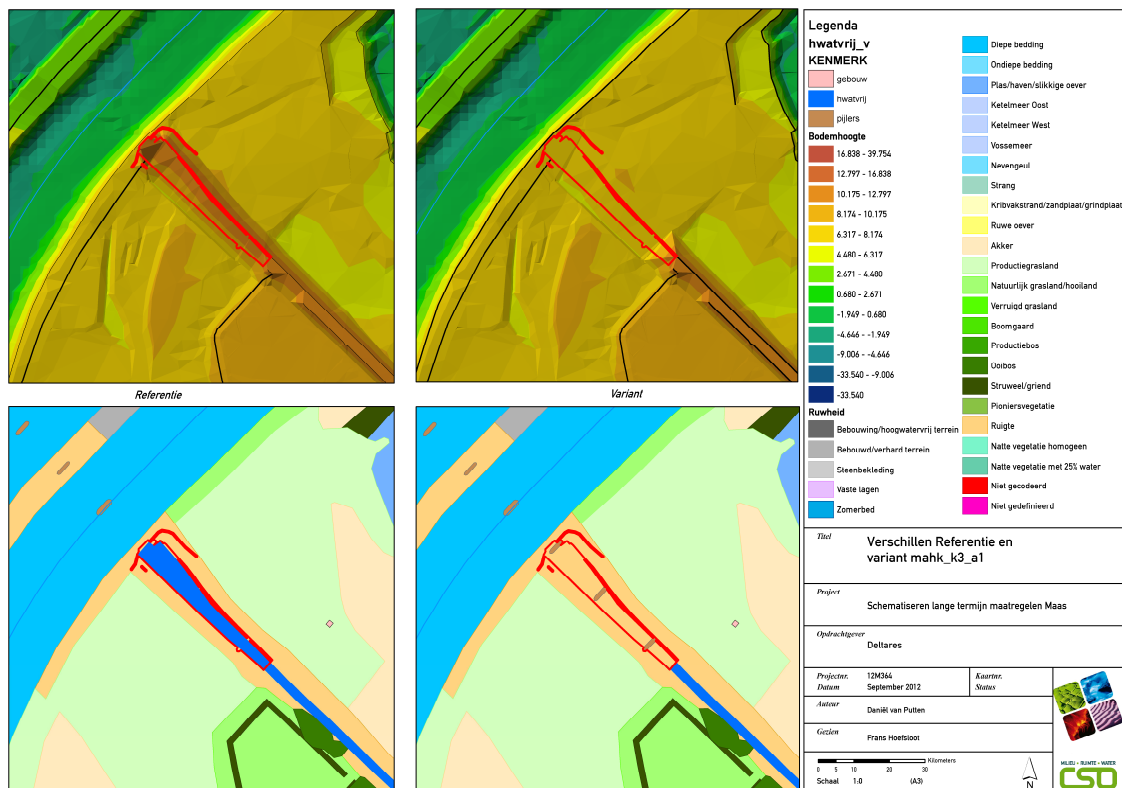 Referentie
Variant
Legenda
hwatvrij_v
KENMERK
gebouw
hwatvrij
pijlers
Bodemhoogte
16.838 - 39.754
12.797 - 16.838
10.175 - 12.797
8.174 - 10.175
6.317 - 8.174
4.480 - 6.317
2.671 - 4.480
0.680 - 2.671
-1.949 - 0.680
-4.646 - -1.949
-9.006 - -4.646
-33.540 - -9.006
-33.540
Ruwheid
Bebouwing/hoogwatervrij terrein
Bebouwd/verhard terrein
Steenbekleding
Vaste lagen
Zomerbed
Diepe bedding
Ondiepe bedding
Plas/haven/slikkige oever
Ketelmeer Oost
Ketelmeer West
Vossemeer
Nevengeul
Strang
Kribvakstrand/zandplaat/grindplaat
Ruwe oever
Akker
Productiegrasland
Natuurlijk grasland/hooiland
Verruigd grasland
Boomgaard
Productiebos
Ooibos
Struweel/griend
Pioniersvegetatie
Ruigte
Natte vegetatie homogeen
Natte vegetatie met 25% water
Niet gecodeerd
Niet gedefinieerd
Titel
Verschillen Referentie en
variant mahk_k3_a1
Project
Schematiseren lange termijn maatregelen Maas
Opdrachtgever
Deltares
Projectnr. 12M364
Kaartnr.
Datum September 2012
Status
Auteur
Daniël van Putten
Gezien
Frans Hoefsloot
Kilometers
0 5 10 20 30
Schaal 1:0 (A3)
N
MILIEU - RUIMTE - WATER
CSO